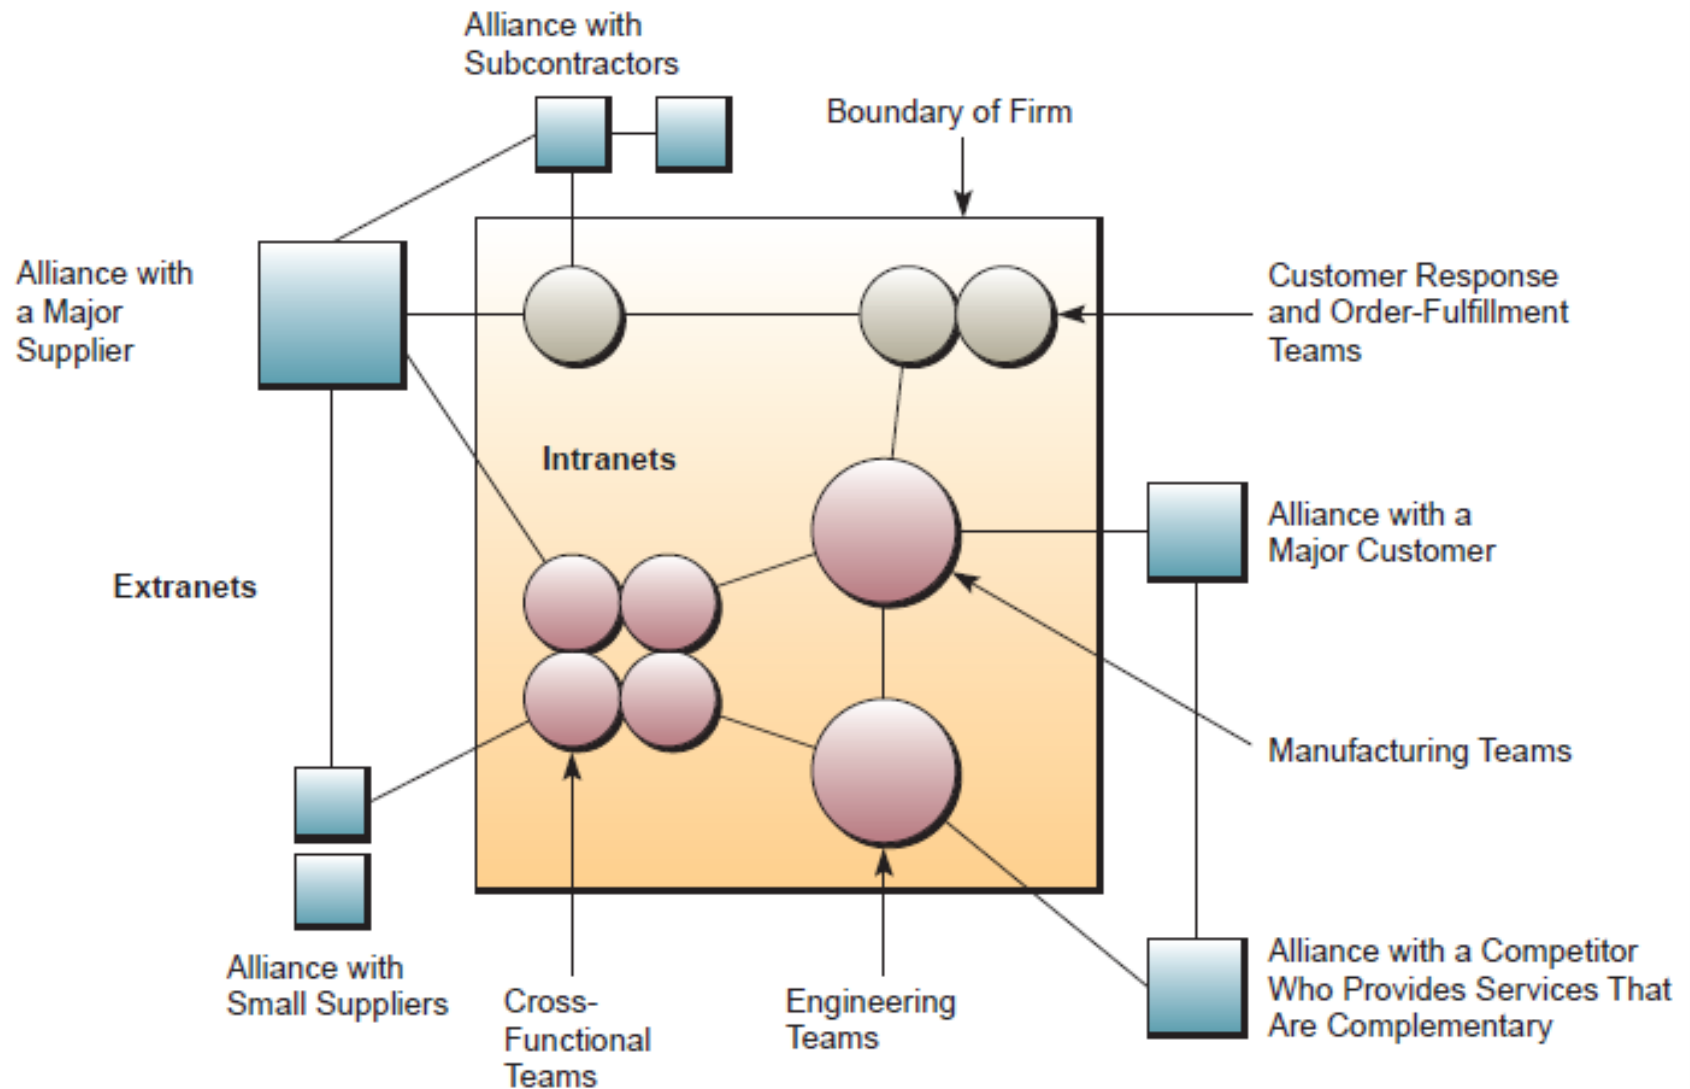 Alliance with
Subcontractors
Boundary of Firm
Alliance with
a Major
Supplier
Customer Response
and Order-Fulfillment
Teams
Intranets
Alliance with a
Major Customer
Extranets
Manufacturing Teams
Alliance with
Small Suppliers
Cross-
Functional
Teams
Engineering
Teams
Alliance with a Competitor
Who Provides Services That
Are Complementary